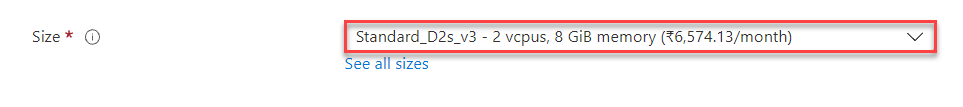 Size * Standard_D2s_v3 - 2 vcpus, 8 GiB memory (₹6,574.13/month)
See all sizes